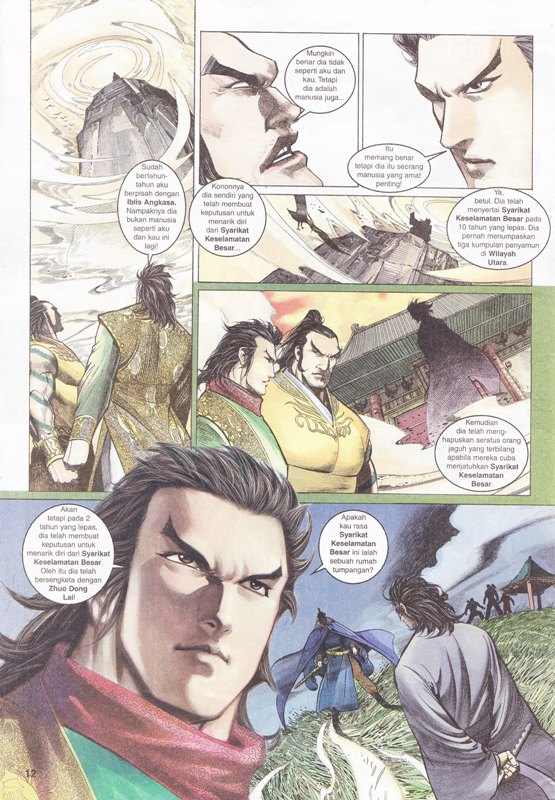 Sudah
bertahun-
tahun aku
berpisah dengan
Iblis Angkasa.
Nampaknya dia
bukan manusia
seperti aku
dan kau ini
lagi!
Mungkin
benar dia tidak
seperti aku dan
kau. Tetapi
dia adalah
manusia juga...
Itu
memang benar
tetapi dia itu seorang
manusia yang amat
penting!
Kononnya
dia sendiri yang
telah membuat
keputusan untuk
menarik diri
dari Syarikat
Keselamatan
Besar...
Ya,
betul. Dia telah
menyertai Syarikat
Keselamatan Besar pada
10 tahun yang lepas. Dia
pernah menumpaskan
tiga kumpulan penyamun
di Wilayah
Utara.
Kemudian
dia telah meng-
hapuskan seratus orang
jaguh yang terbilang
apabila mereka cuba
menjatuhkan Syarikat
Keselamatan
Besar.
Akan
tetapi pada 2
tahun yang lepas,
dia telah membuat
keputusan untuk
menarik diri dari Syarikat
Keselamatan Besar.
Oleh itu dia telah
bersengketa dengan
Zhuo Dong
Lai!
Apakah
kau rasa
Syarikat
Keselamatan
Besar ini ialah
sebuah rumah
tumpangan?
12